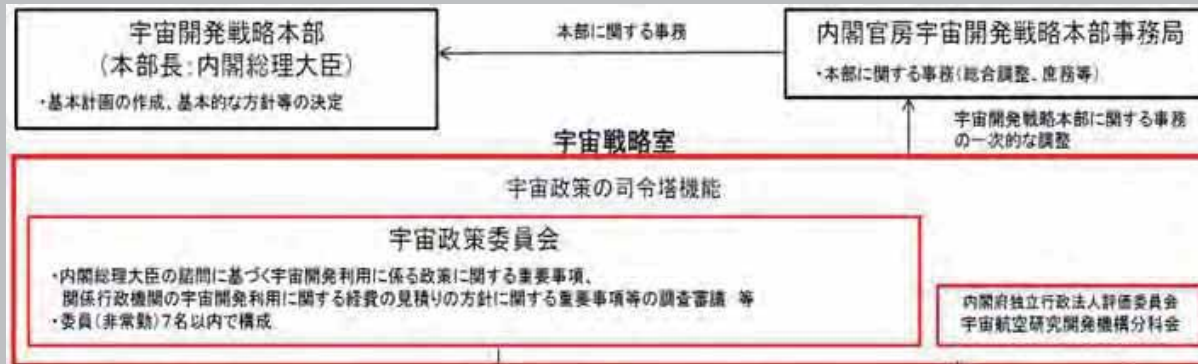 宇宙開発戦略本部
(本部長:内閣総理大臣)
・基本計画の作成、基本的な方針等の決定
本部に関する事務
内閣官房宇宙開発戦略本部事務局
・本部に関する事務(総合調整、庶務等)
宇宙開発戦略本部に関する事務
の一次的な調整
宇宙戦略室
宇宙政策の司令塔機能
宇宙政策委員会
・内閣総理大臣の諮問に基づく宇宙開発利用に係る政策に関する重要事項、
関係行政機関の宇宙開発利用に関する経費の見積りの方針に関する重要事項等の調査審議 等
・委員(非常勤)7名以内で構成
内閣府独立行政法人評価委員会
宇宙航空研究開発機構分科会